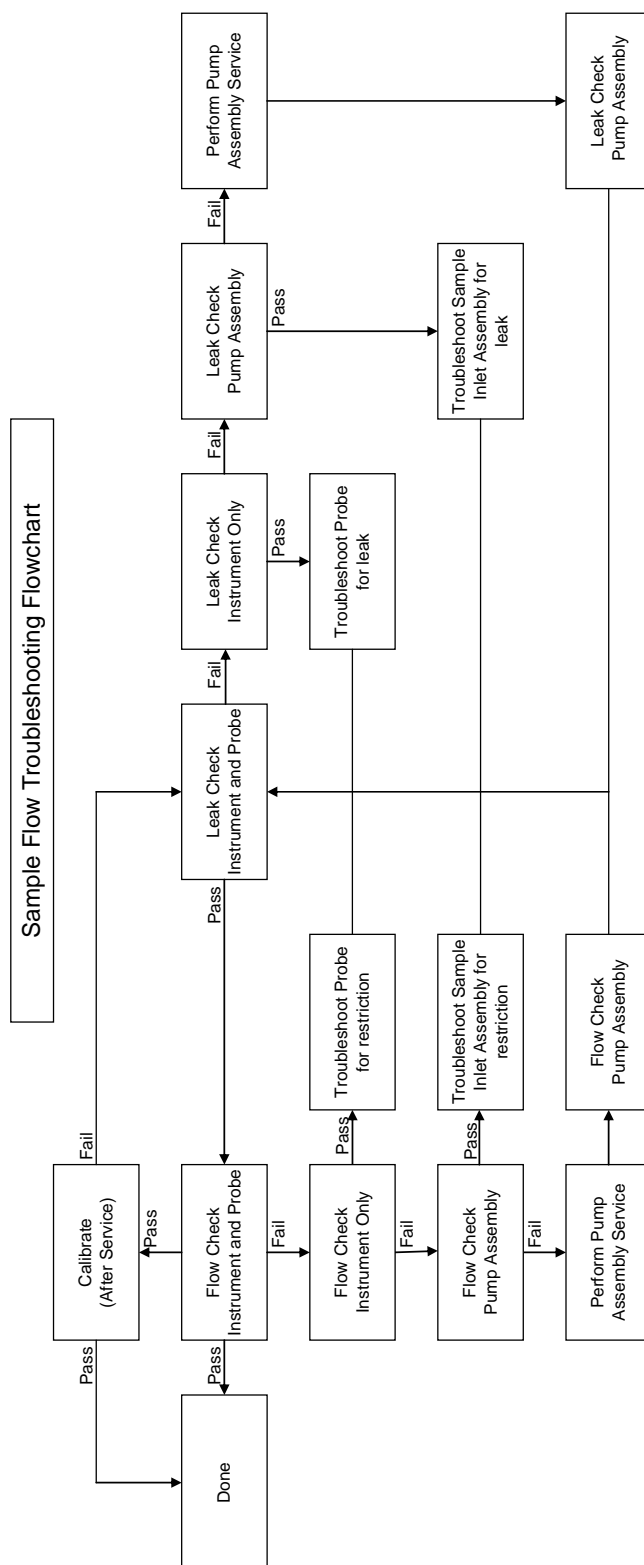 Sample Flow Troubleshooting Flowchart
Calibrate
(After Service)
Pass
Fail
Done
Pass
Pass
Flow Check
Instrument and Probe
Pass
Leak Check
Instrument and Probe
Fail
Leak Check
Instrument Only
Fail
Leak Check
Pump Assembly
Fail
Perform Pump
Assembly Service
Fail
Pass
Pass
Flow Check
Instrument Only
Pass
Troubleshoot Probe
for restriction
Troubleshoot Probe
for leak
Fail
Flow Check
Pump Assembly
Pass
Troubleshoot Sample
Inlet Assembly for
restriction
Troubleshoot Sample
Inlet Assembly for
leak
Fail
Perform Pump
Assembly Service
Flow Check
Pump Assembly
Leak Check
Pump Assembly